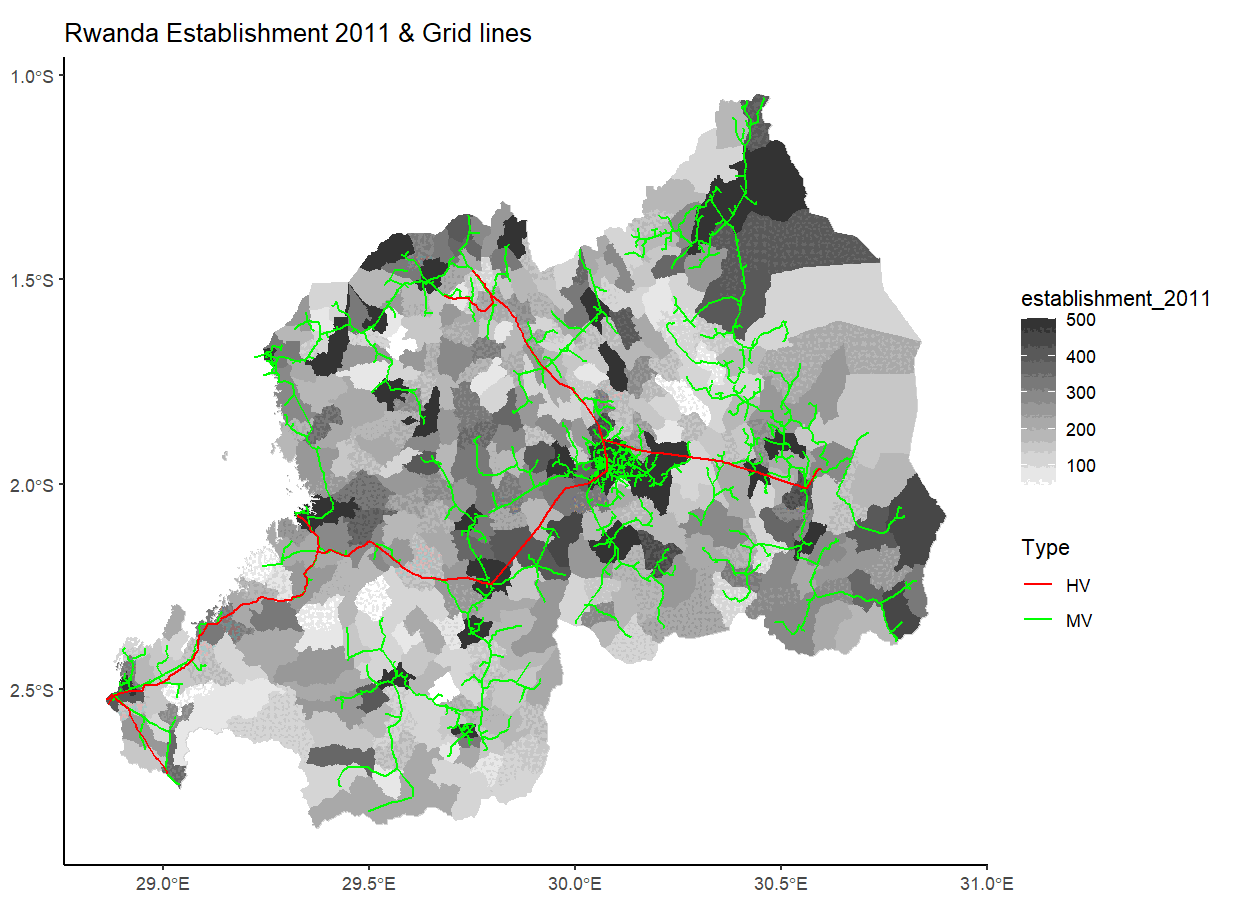 Rwanda Establishment 2011 & Grid lines
1.0°S
1.5°S
2.0°S
2.5°S
29.0°E
29.5°E
30.0°E
30.5°E
31.0°E
establishment_2011
500
400
300
200
100
Type
HV
MV